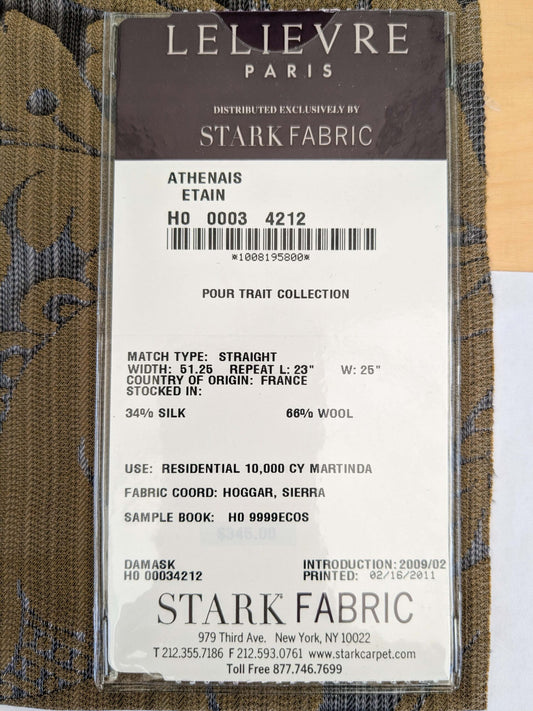 LELIEVRE
PARIS
DISTRIBUTED EXCLUSIVELY BY
STARK FABRIC
ATHENAIS
ETAIN
H0 0003 4212
*1008195800*
POUR TRAIT COLLECTION
MATCH TYPE: STRAIGHT
WIDTH: 51.25 REPEAT L: 23" W: 25"
COUNTRY OF ORIGIN: FRANCE
STOCKED IN:
34% SILK 66% WOOL
USE: RESIDENTIAL 10,000 CY MARTINDA
FABRIC COORD: HOGGAR, SIERRA
SAMPLE BOOK: H0 9999ECOS
$345.00
DAMASK INTRODUCTION: 2009/02
H0 00034212 PRINTED: 02/16/2011
STARK FABRIC
979 Third Ave. New York, NY 10022
T 212.355.7186 F 212.593.0761 www.starkcarpet.com
Toll Free 877.746.7699